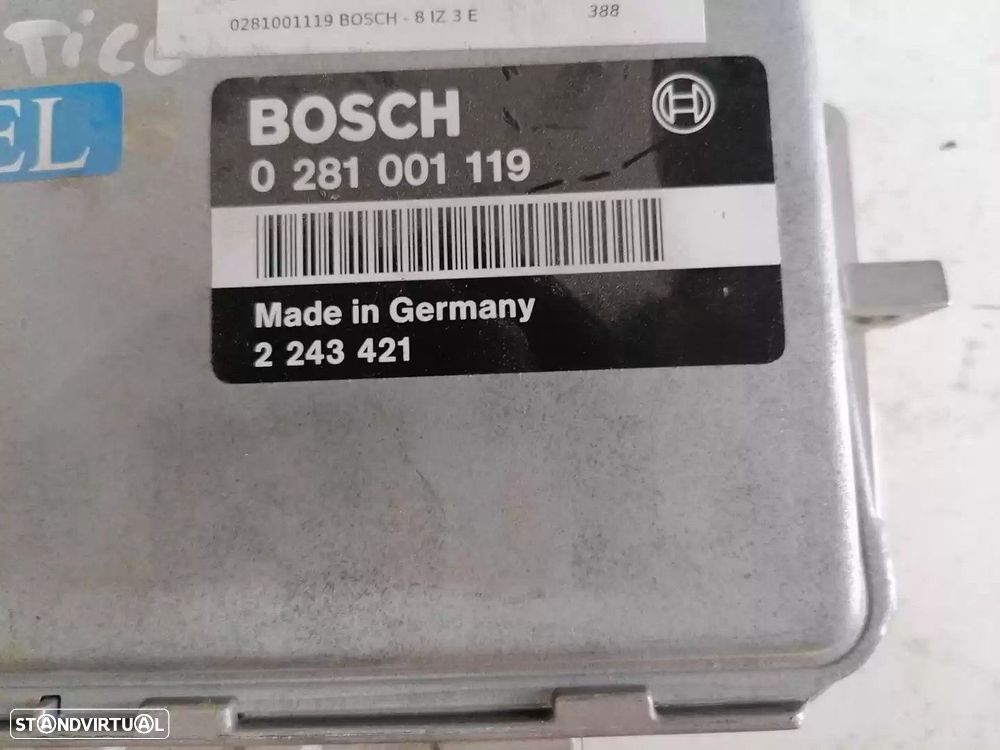 0281001119 BOSCH - 8 IZ 3 E 388
EL
BOSCH
0 281 001 119
Made in Germany
2 243 421
STANDVIRTUAL